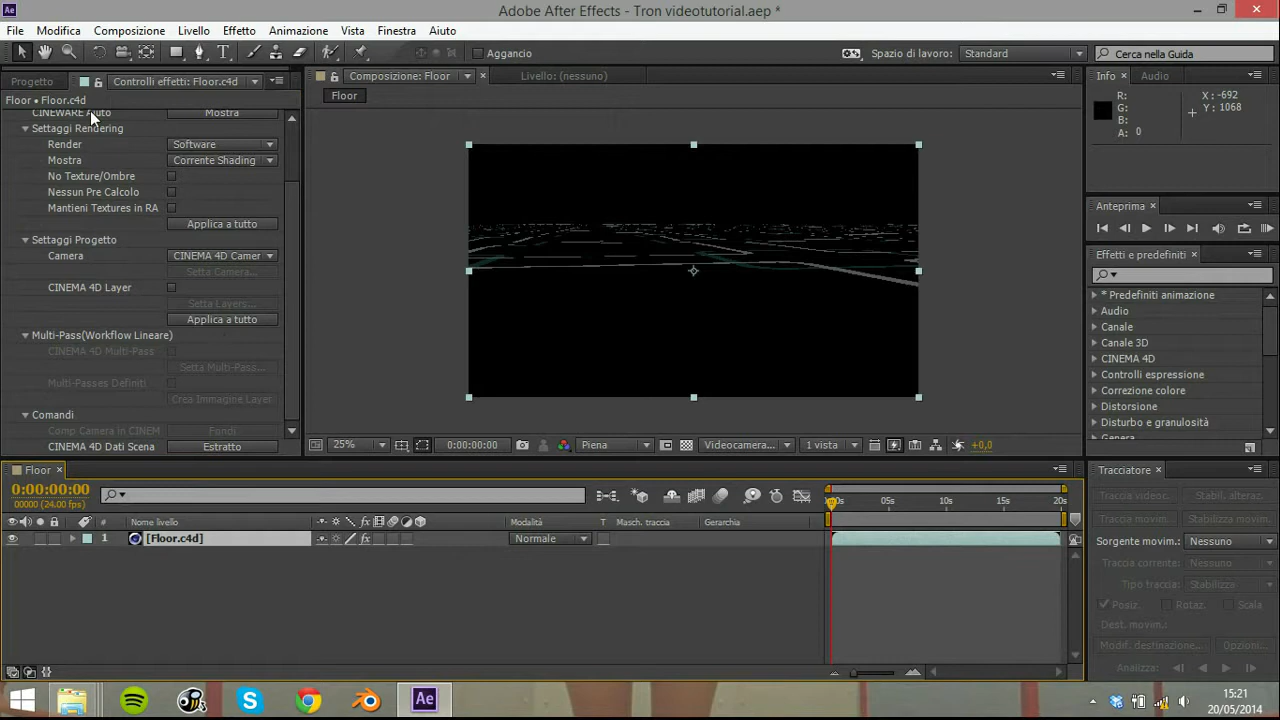 Ae
Adobe After Effects - Tron videotutorial.aep *
File Modifica Composizione Livello Effetto Animazione Vista Finestra Aiuto
Aggancio
Spazio di lavoro: Standard
Cerca nella Guida
Progetto
Controlli effetti: Floor.c4d
Composizione: Floor
Livello: (nessuno)
Info
Audio
Floor • Floor.c4d
Floor
R:
G:
B:
A: 0
X : -692
Y : 1068
CINEWARE Aiuto
Mostra
Settaggi Rendering
Render
Software
Mostra
Corrente Shading
No Texture/Ombre
Nessun Pre Calcolo
Mantieni Textures in RA
Applica a tutto
Settaggi Progetto
Camera
CINEMA 4D Camer
Setta Camera...
CINEMA 4D Layer
Setta Layers...
Applica a tutto
Multi-Pass(Workflow Lineare)
CINEMA 4D Multi-Pass
Setta Multi-Pass...
Multi-Passes Definiti
Crea Immagine Layer
Comandi
Comp Camera in CINEM
Fondi
CINEMA 4D Dati Scena
Estratto
Anteprima
Effetti e predefiniti
* Predefiniti animazione
Audio
Canale
Canale 3D
CINEMA 4D
Controlli espressione
Correzione colore
Distorsione
Disturbo e granulosità
Genera
25%
0:00:00:00
Piena
Videocamera...
1 vista
+0,0
Floor
0:00:00:00
00000 (24.00 fps)
# Nome livello
Modalità
T Masch. traccia
Gerarchia
05s 10s 15s 20s
1 [Floor.c4d]
Normale
Tracciatore
Traccia videoc.
Stabil. alteraz.
Traccia movim.
Stabilizza movim.
Sorgente movim.: Nessuno
Traccia corrente: Nessuno
Tipo traccia: Stabilizza
Posiz. Rotaz. Scala
Dest. movim.:
Modif. destinazione...
Opzioni...
Analizza:
Ae
15:21
20/05/2014